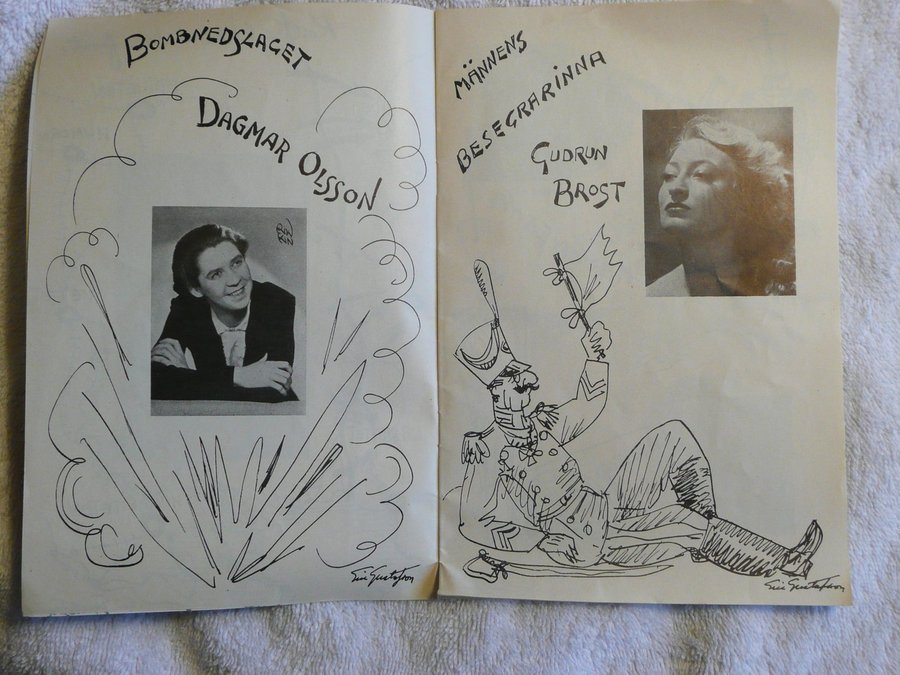 BOMBNEDSLAGET
DAGMAR OLSSON
MÄNNENS
BESEGRARINNA
GUDRUN
BROST